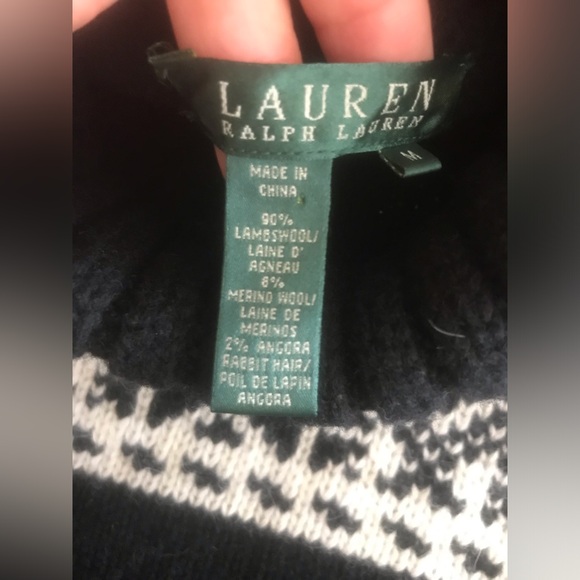 LAUREN
RALPH LAUREN
M
MADE IN
CHINA
90%
LAMBSWOOL/
LAINE D'
AGNEAU
8%
MERINO WOOL/
LAINE DE
MERINOS
2% ANGORA
RABBIT HAIR/
POIL DE LAPIN
ANGORA